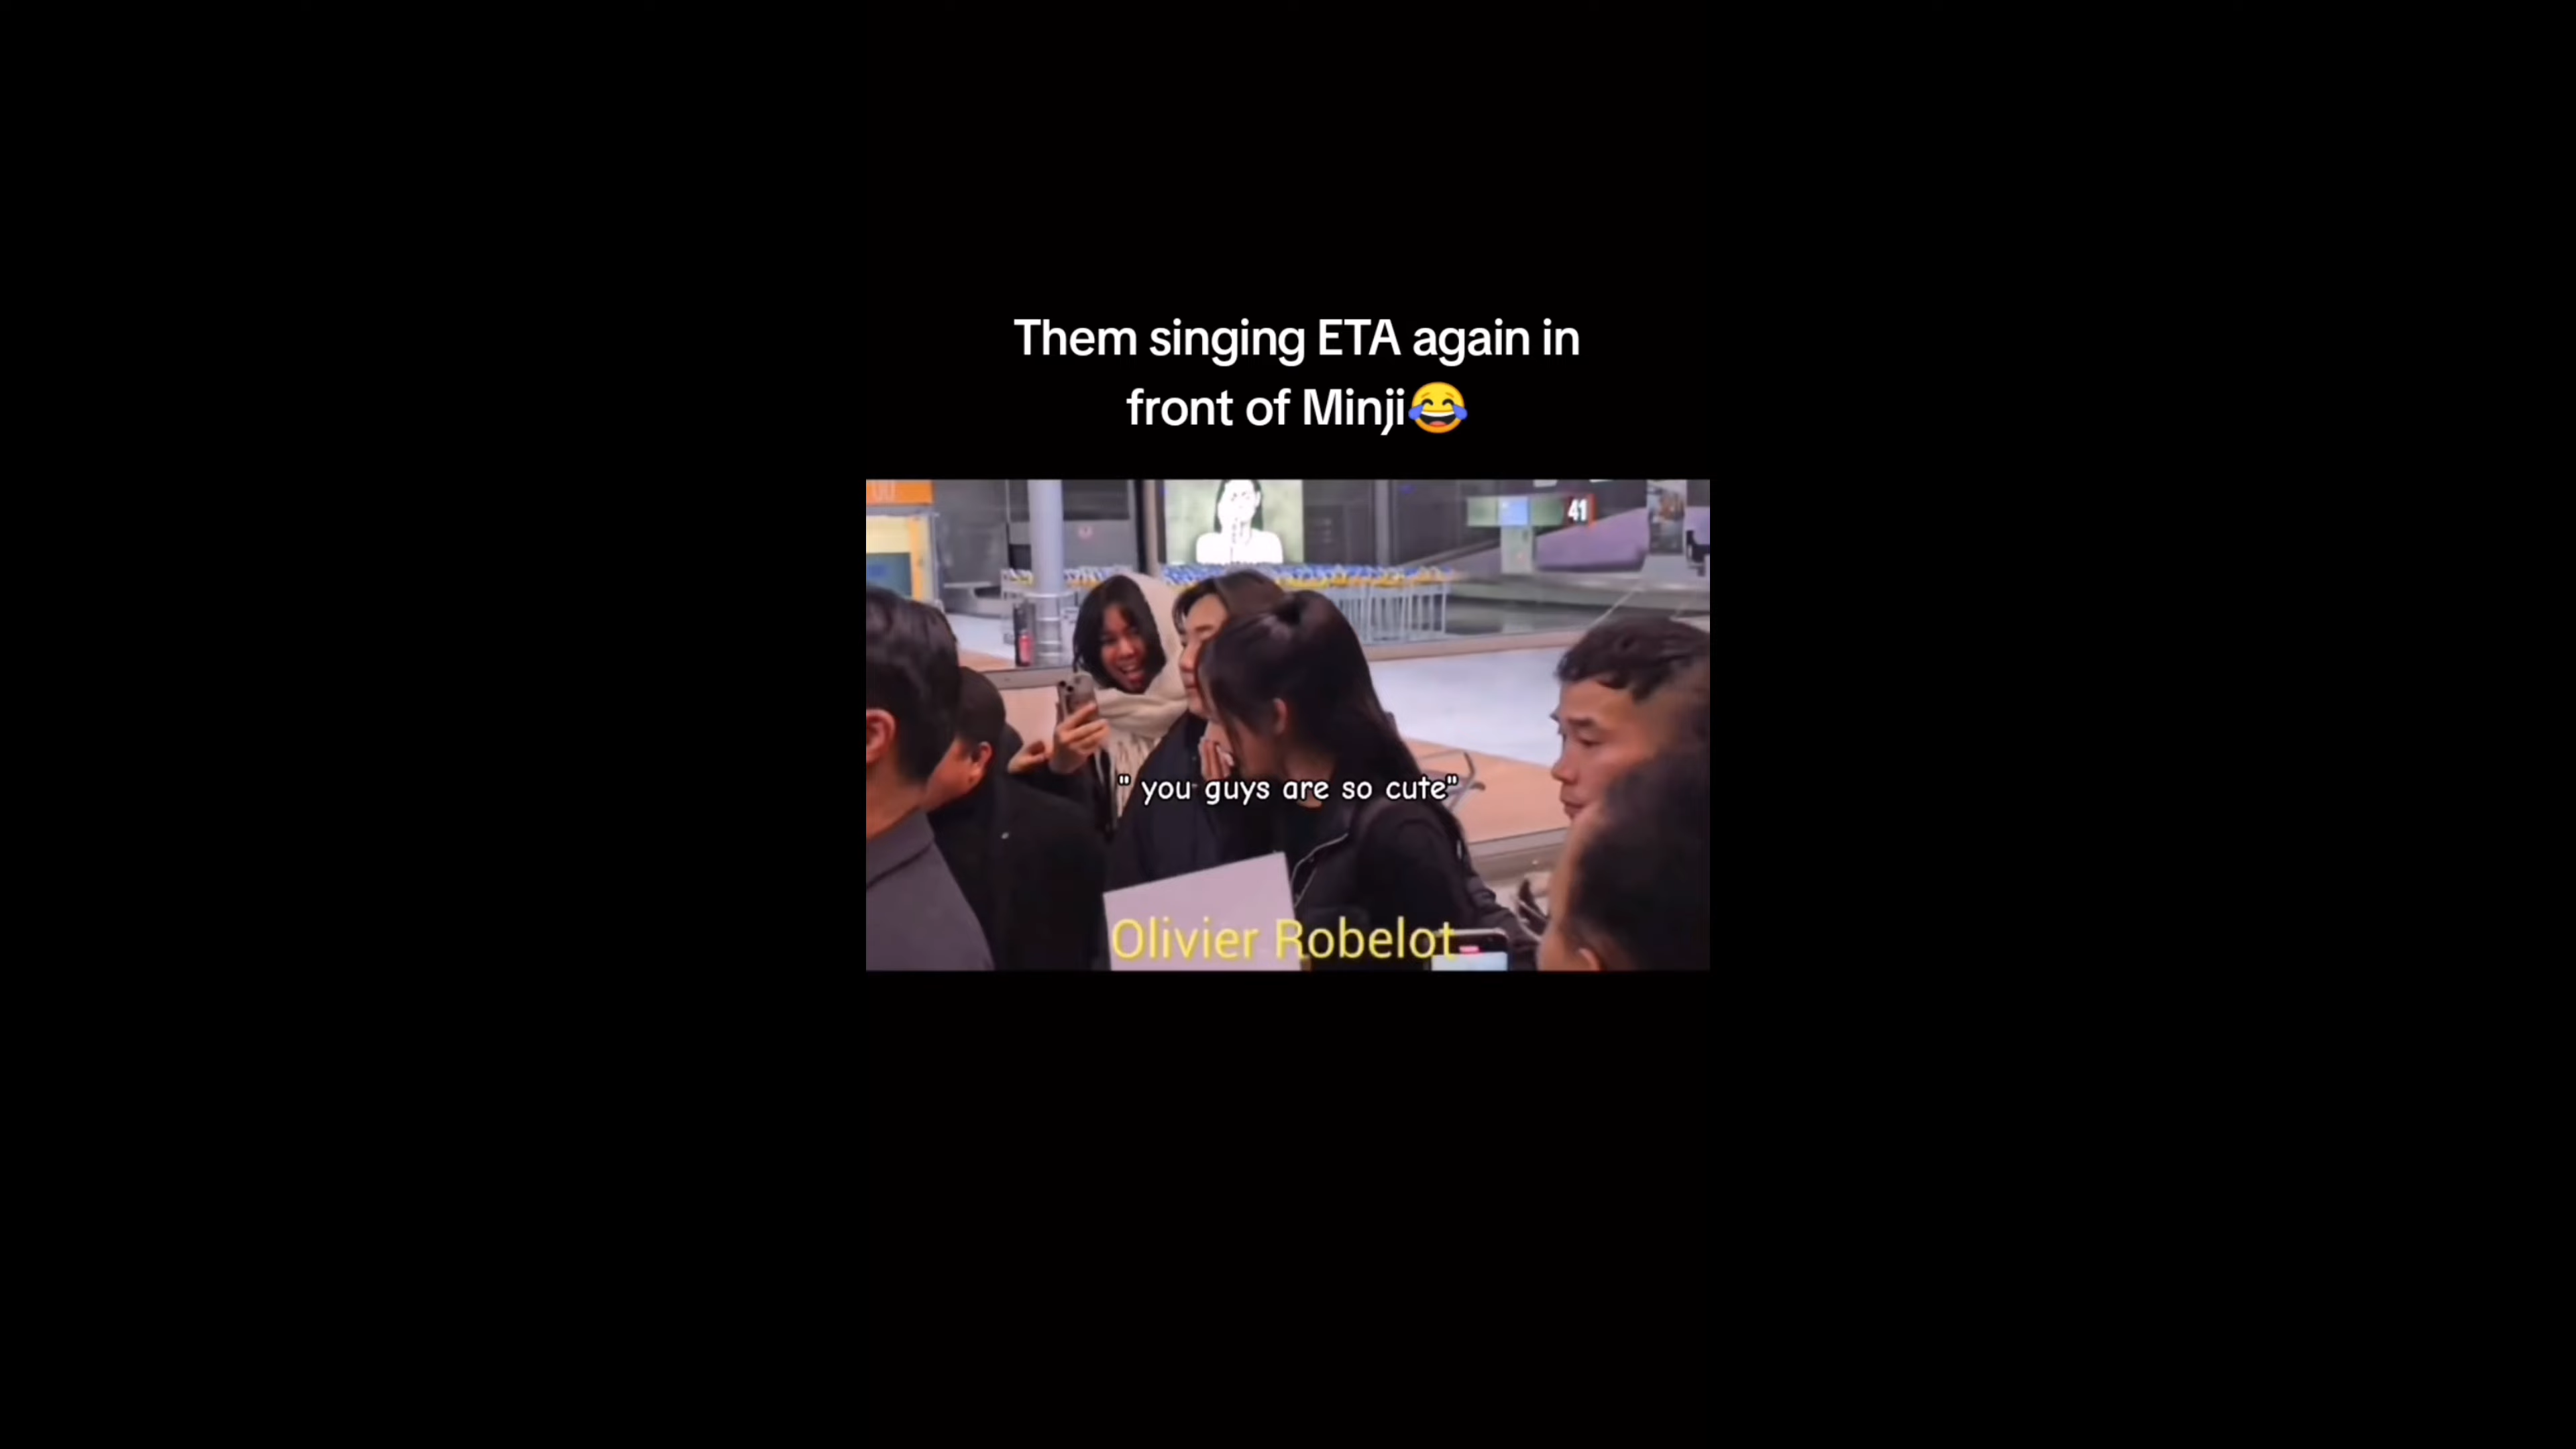 Them singing ETA again in
front of Minji😂
41
" you guys are so cute"
Olivier Robelot